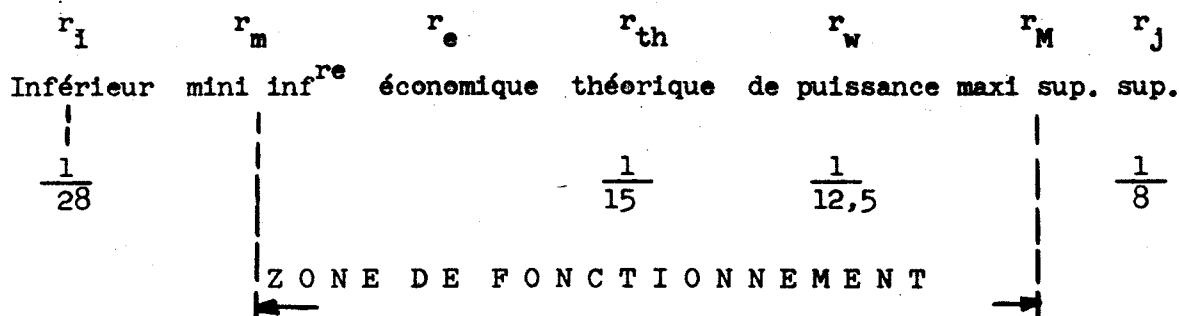 r_i r_m r_e r_th r_w r_M r_j
Inférieur mini inf^re économique théorique de puissance maxi sup. sup.
1/28 1/15 1/12,5 1/8
ZONE DE FONCTIONNEMENT